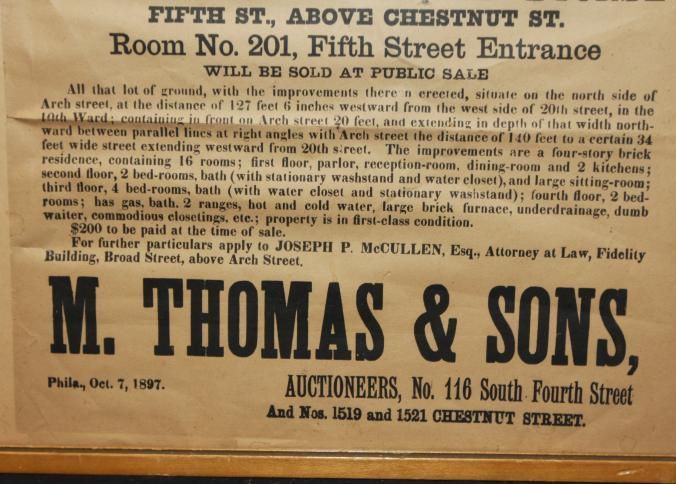 FIFTH ST., ABOVE CHESTNUT ST.
Room No. 201, Fifth Street Entrance
WILL BE SOLD AT PUBLIC SALE
All that lot of ground, with the improvements there n erected, situate on the north side of
Arch street, at the distance of 127 feet 6 inches westward from the west side of 20th street, in the
10th Ward; containing in front on Arch street 20 feet, and extending in depth of that width north-
ward between parallel lines at right angles with Arch street the distance of 140 feet to a certain 34
feet wide street extending westward from 20th street. The improvements are a four-story brick
residence, containing 16 rooms; first floor, parlor, reception-room, dining-room and 2 kitchens;
second floor, 2 bed-rooms, bath (with stationary washstand and water closet), and large sitting-room;
third floor, 4 bed-rooms, bath (with water closet and stationary washstand); fourth floor, 2 bed-
rooms; has gas, bath. 2 ranges, hot and cold water, large brick furnace, underdrainage, dumb
waiter, commodious closetings, etc.; property is in first-class condition.
$200 to be paid at the time of sale.
For further particulars apply to JOSEPH P. McCULLEN, Esq., Attorney at Law, Fidelity
Building, Broad Street, above Arch Street.
M. THOMAS & SONS,
Phila., Oct. 7, 1897.
AUCTIONEERS, No. 116 South Fourth Street
And Nos. 1519 and 1521 CHESTNUT STREET.